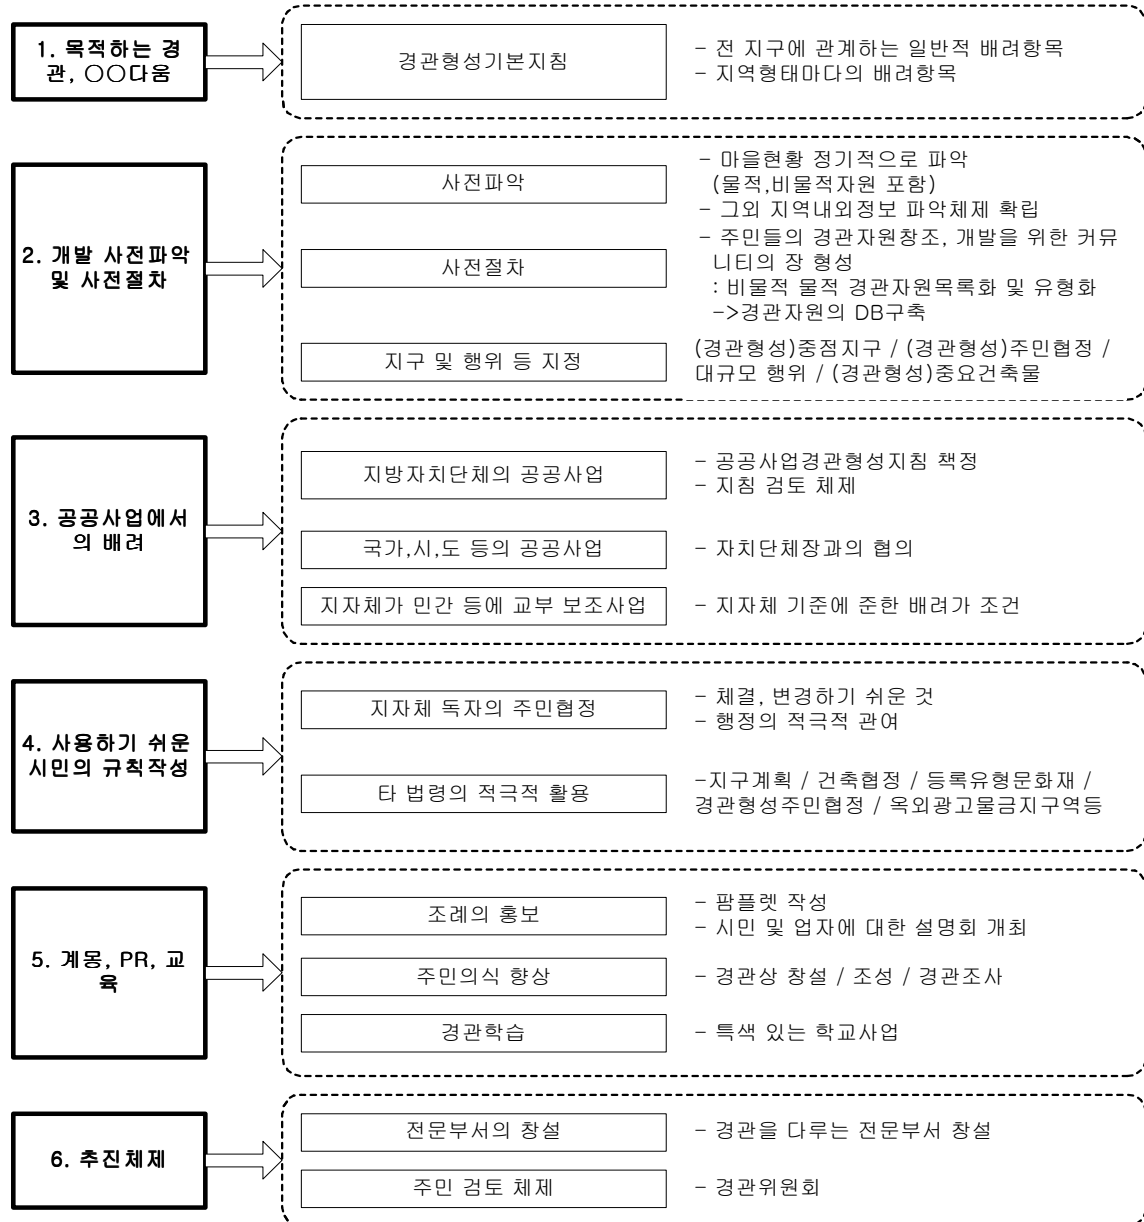 1. 목적하는 경
관, ○○다움
경관형성기본지침
- 전 지구에 관계하는 일반적 배려항목
- 지역형태마다의 배려항목
2. 개발 사전파악
및 사전절차
사전파악
- 마을현황 정기적으로 파악
(물적,비물적자원 포함)
- 그외 지역내외정보 파악체제 확립
사전절차
- 주민들의 경관자원창조, 개발을 위한 커뮤
니티의 장 형성
: 비물적 물적 경관자원목록화 및 유형화
->경관자원의 DB구축
지구 및 행위 등 지정
(경관형성)중점지구 / (경관형성)주민협정 /
대규모 행위 / (경관형성)중요건축물
3. 공공사업에서
의 배려
지방자치단체의 공공사업
- 공공사업경관형성지침 책정
- 지침 검토 체제
국가,시,도 등의 공공사업
- 자치단체장과의 협의
지자체가 민간 등에 교부 보조사업
- 지자체 기준에 준한 배려가 조건
4. 사용하기 쉬운
시민의 규칙작성
지자체 독자의 주민협정
- 체결, 변경하기 쉬운 것
- 행정의 적극적 관여
타 법령의 적극적 활용
-지구계획 / 건축협정 / 등록유형문화재 /
경관형성주민협정 / 옥외광고물금지구역등
5. 계몽, PR, 교
육
조례의 홍보
- 팜플렛 작성
- 시민 및 업자에 대한 설명회 개최
주민의식 향상
- 경관상 창설 / 조성 / 경관조사
경관학습
- 특색 있는 학교사업
6. 추진체제
전문부서의 창설
- 경관을 다루는 전문부서 창설
주민 검토 체제
- 경관위원회